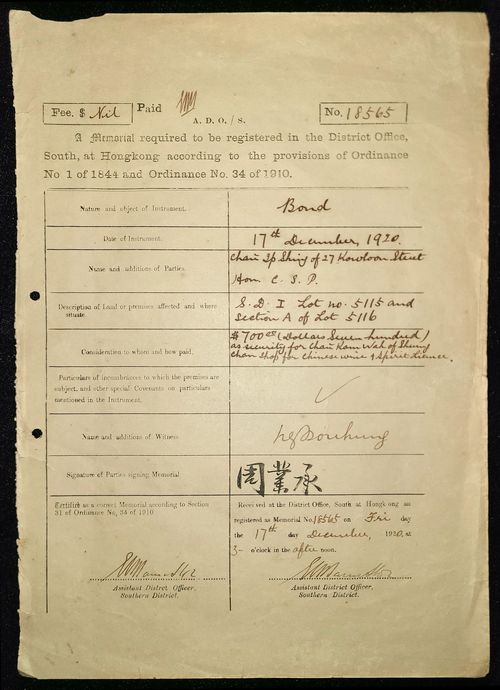 Fee. $ Nil Paid No. 18565
A. D. O./ S.
A Memorial required to be registered in the District Office,
South, at Hongkong according to the provisions of Ordinance
No 1 of 1844 and Ordinance No. 34 of 1910.
Nature and object of Instrument. Bond
Date of Instrument. 17th December, 1920.
Name and additions of Parties. Chan Ip Shing of 27 Kowloon Street
Hom. C. S. P.
Description of Land or premises affected and where situate. S. D. I Lot no. 5115 and
Section A of Lot 5116
Consideration to whom and how paid. $700 00 (Dollars Seven hundred)
as security for Chan Kam Wah of Shung
Chan Shop for Chinese wine & Spirit Licence.
Particulars of incumbrances to which the premises are
subject, and other special Covenants or particulars
mentioned in the Instrument.
Name and additions of Witness
Signature of Parties signing Memorial 周業承
Certified as a correct Memorial according to Section
31 of Ordinance No, 34 of 1910
Assistant District Officer,
Southern District.
Received at the District Office, South at Hongkong as
registered as Memorial No. 18565 on Fri day
the 17th day December, 1920, at
3- o'clock in the after noon.
Assistant District Officer,
Southern District.